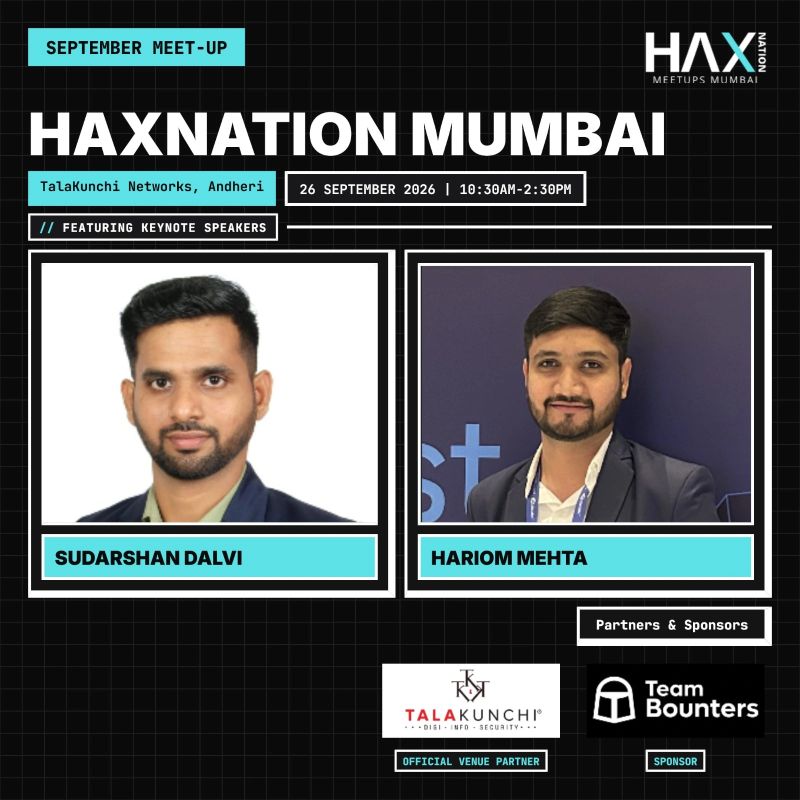 SEPTEMBER MEET-UP
HAX NATION
MEETUPS MUMBAI
HAXNATION MUMBAI
TalaKunchi Networks, Andheri
26 SEPTEMBER 2026 | 10:30AM-2:30PM
// FEATURING KEYNOTE SPEAKERS
st
SUDARSHAN DALVI
HARIOM MEHTA
Partners & Sponsors
TKKT
TALAKUNCHI®
DIGI - INFO - SECURITY
Team
Bounters
OFFICIAL VENUE PARTNER
SPONSOR